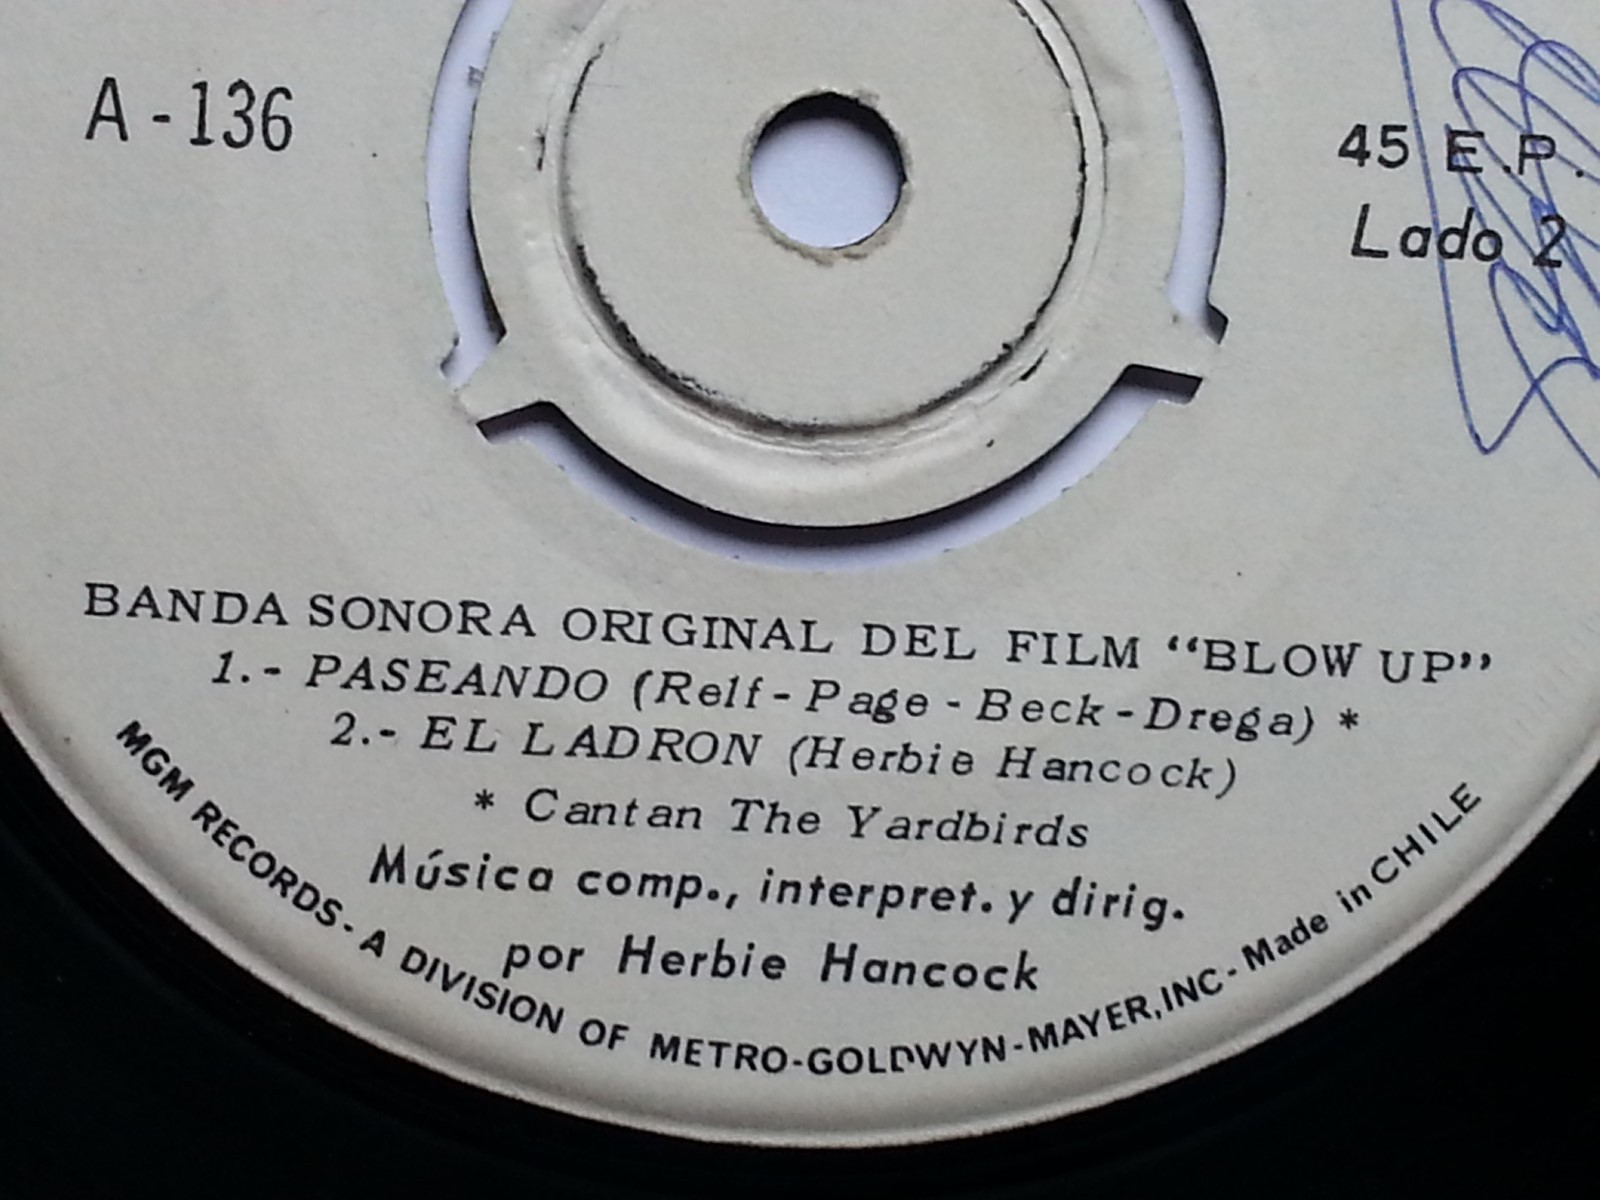 A - 136
45 E.P.
Lado 2
BANDA SONORA ORIGINAL DEL FILM “BLOW UP”
1.- PASEANDO (Relf - Page - Beck - Drega) *
2.- EL LADRON (Herbie Hancock)
* Cantan The Yardbirds
Música comp., interpret. y dirig.
por Herbie Hancock
MGM RECORDS - A DIVISION OF METRO-GOLDWYN-MAYER, INC - Made in CHILE